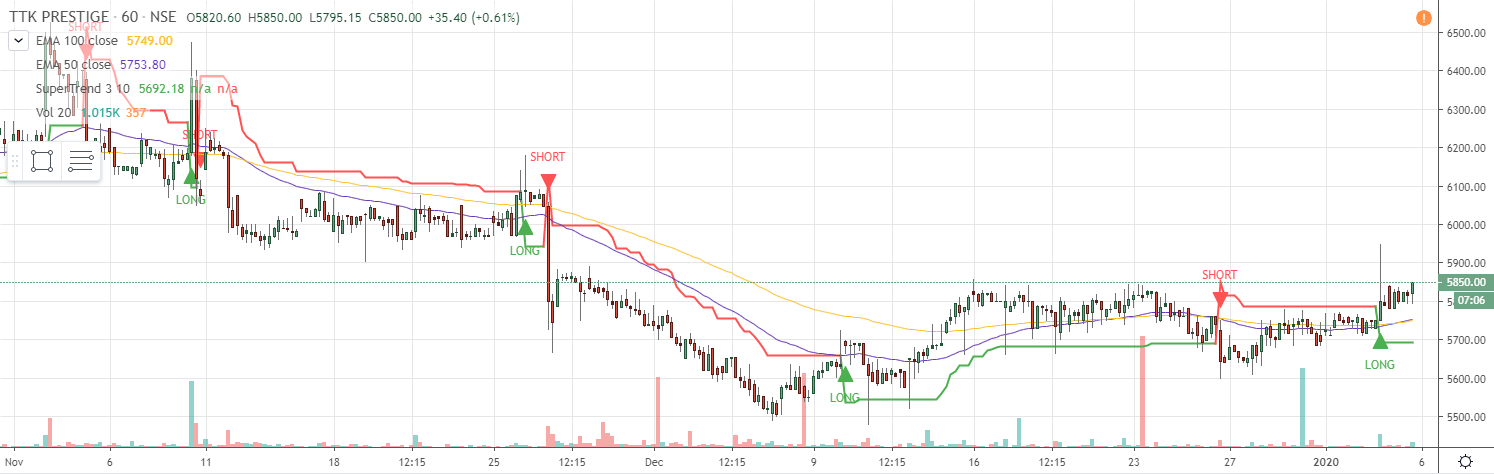 TTK PRESTIGE · 60 · NSE O5820.60 H5850.00 L5795.15 C5850.00 +35.40 (+0.61%)
SHORT
EMA 100 close 5749.00
EMA 50 close 5753.80
SuperTrend 3 10 5692.18 n/a n/a
Vol 20 1.015K 357
SHORT
LONG
SHORT
LONG
LONG
SHORT
LONG
6500.00
6400.00
6300.00
6200.00
6100.00
6000.00
5900.00
5850.00
07:06
5700.00
5600.00
5500.00
Nov 6 11 18 12:15 25 12:15 Dec 12:15 9 12:15 16 12:15 23 27 2020 6